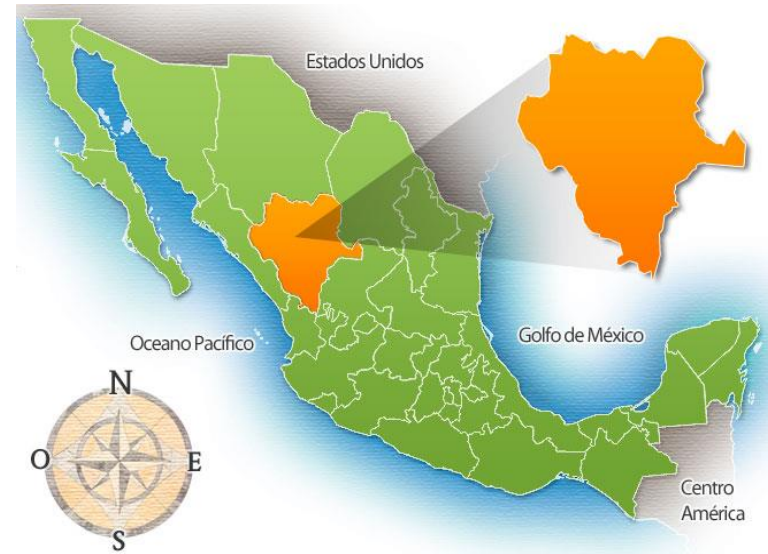 Estados Unidos
Oceano Pacífico
Golfo de México
N
O
E
S
Centro
América